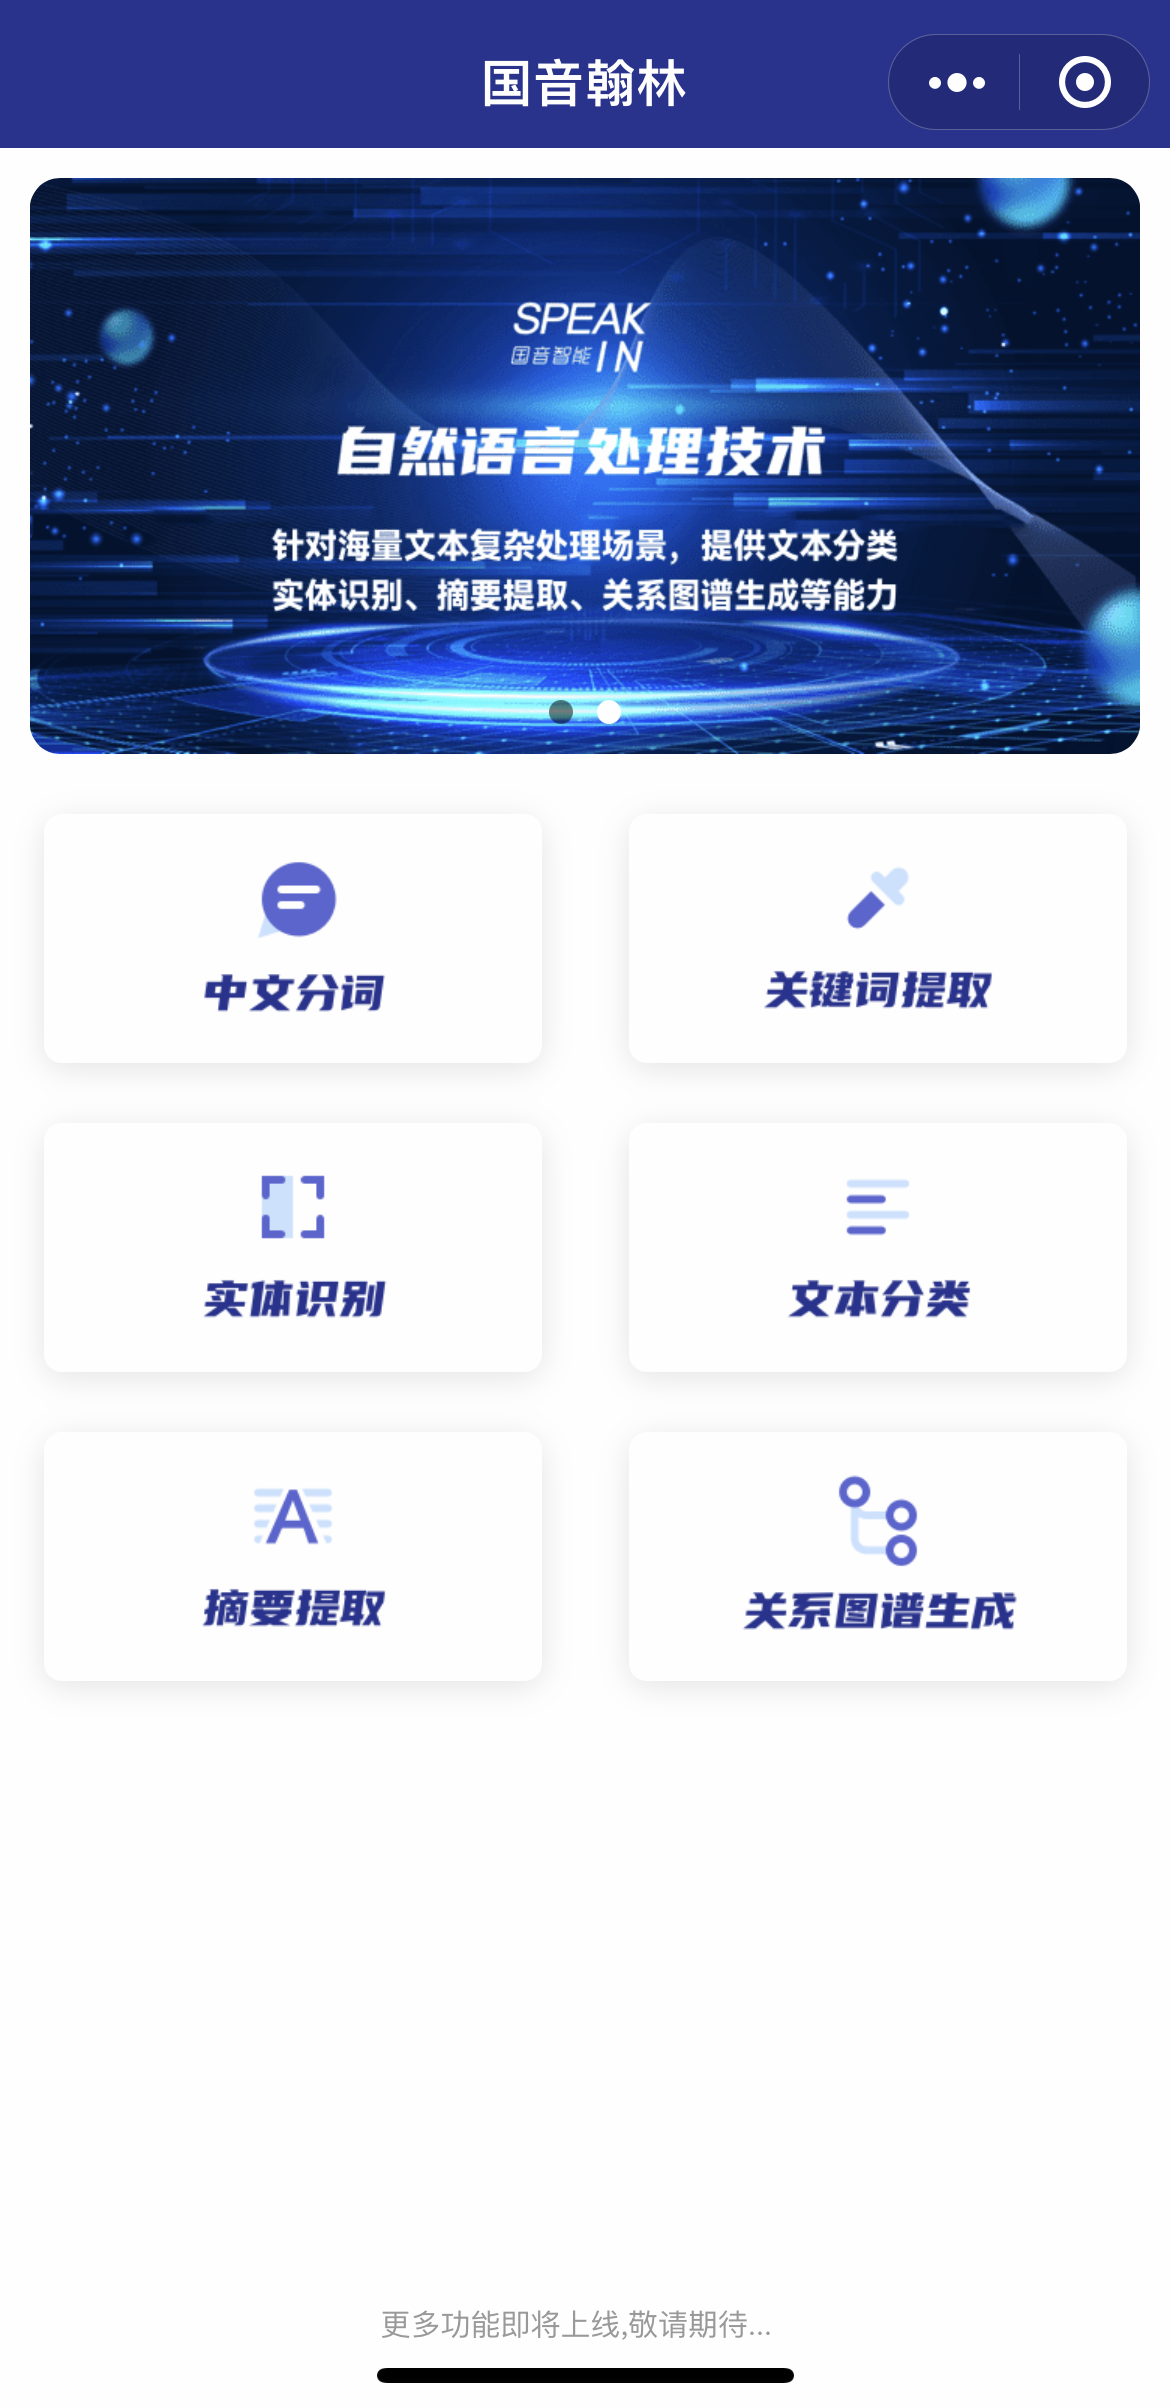 国音翰林
SPEAK
国音智能 IN
自然语言处理技术
针对海量文本复杂处理场景，提供文本分类
实体识别、摘要提取、关系图谱生成等能力
中文分词
关键词提取
实体识别
文本分类
A
摘要提取
关系图谱生成
更多功能即将上线,敬请期待...